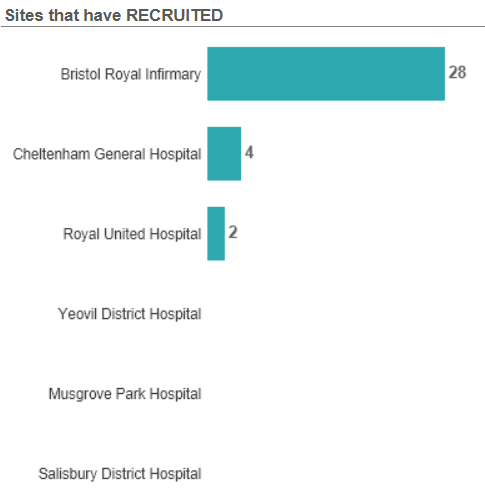 Sites that have RECRUITED
Bristol Royal Infirmary 28
Cheltenham General Hospital 4
Royal United Hospital 2
Yeovil District Hospital
Musgrove Park Hospital
Salisbury District Hospital